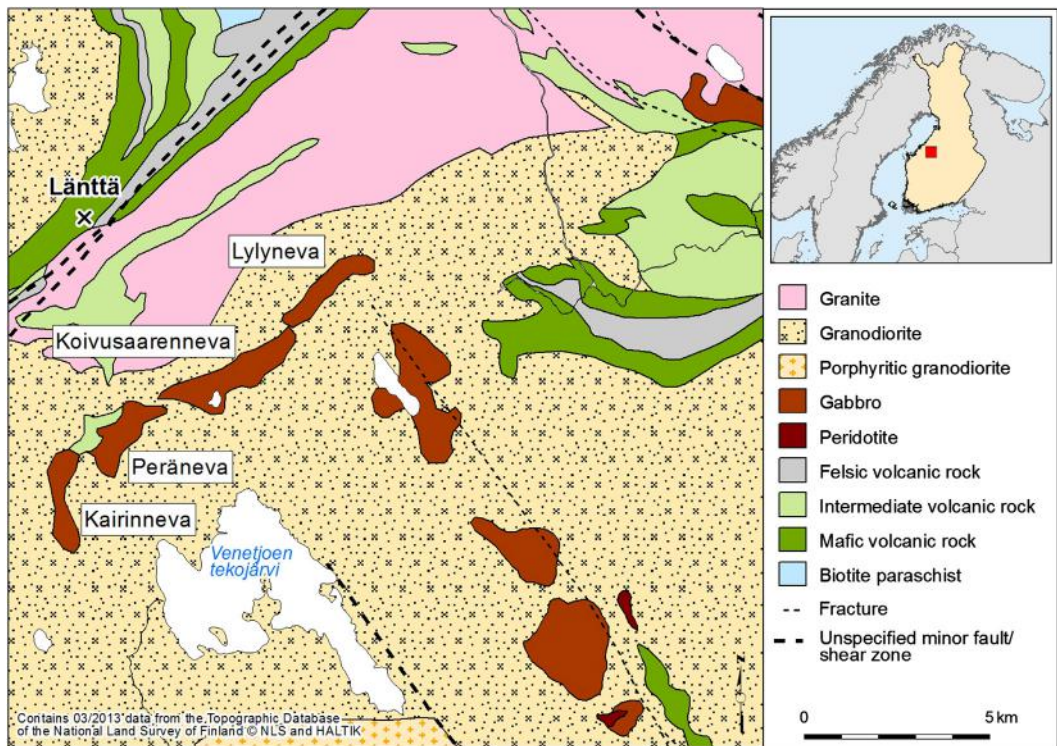 Länttä
Lylyneva
Koivusaarenneva
Peräneva
Kairinneva
Venetjoen
tekojärvi
Contains 03/2013 data from the Topographic Database
of the National Land Survey of Finland © NLS and HALTIK
Granite
Granodiorite
Porphyritic granodiorite
Gabbro
Peridotite
Felsic volcanic rock
Intermediate volcanic rock
Mafic volcanic rock
Biotite paraschist
Fracture
Unspecified minor fault/
shear zone
0 5 km